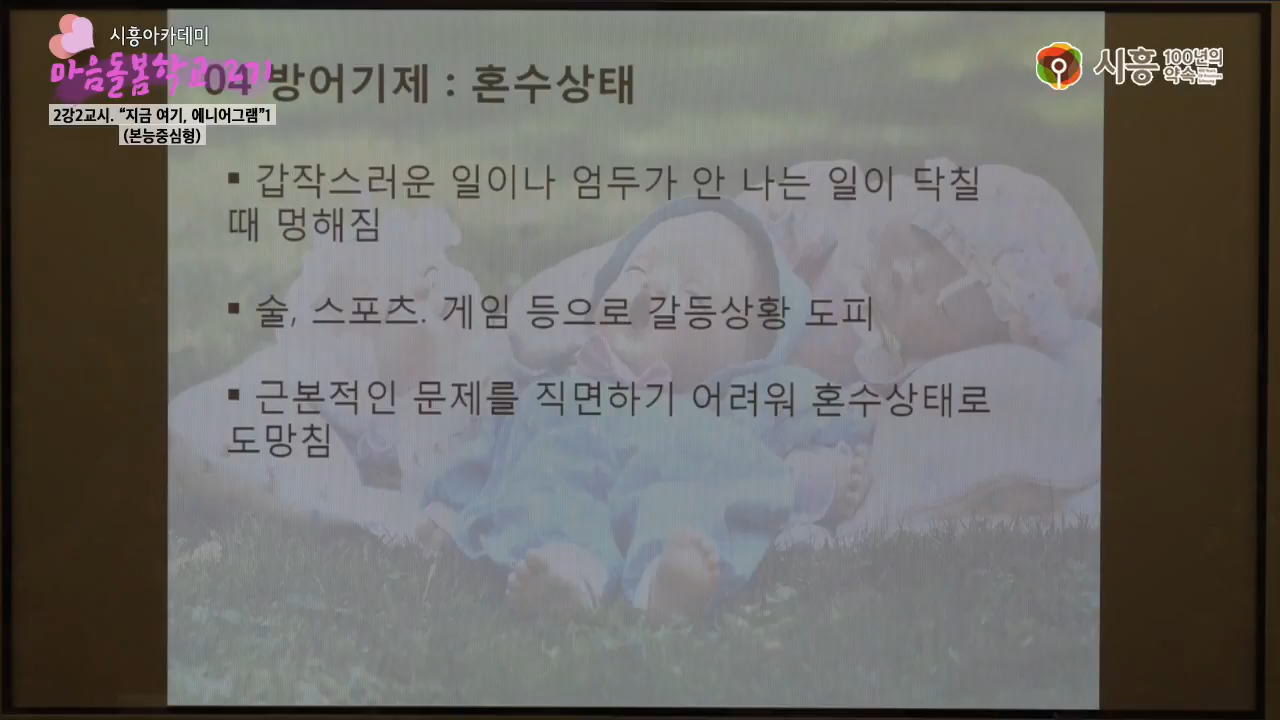 시흥아카데미
마음돌봄학교 2기
2강2교시. “지금 여기, 에니어그램”1
(본능중심형)
시흥 100년의
약속
04 방어기제 : 혼수상태
▪ 갑작스러운 일이나 엄두가 안 나는 일이 닥칠
때 멍해짐
▪ 술, 스포츠. 게임 등으로 갈등상황 도피
▪ 근본적인 문제를 직면하기 어려워 혼수상태로
도망침